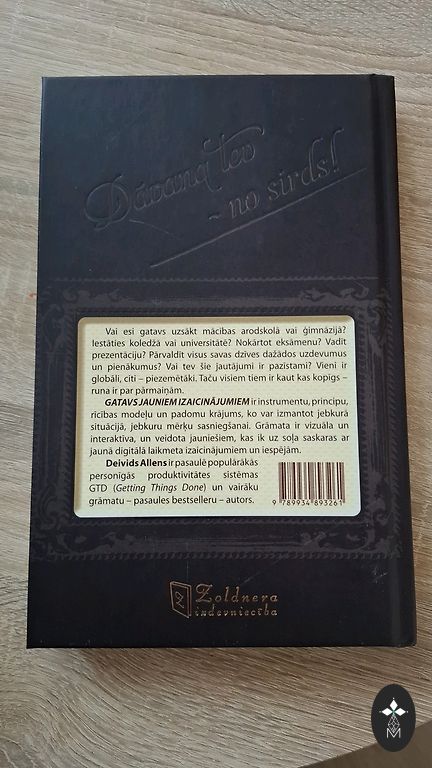 Dāvana tev
- no sirds!
Vai esi gatavs uzsākt mācības arodskolā vai ģimnāzijā?
Iestāties koledžā vai universitātē? Nokārtot eksāmenu? Vadīt
prezentāciju? Pārvaldīt visus savas dzīves dažādos uzdevumus
un pienākumus? Vai tev šie jautājumi ir pazīstami? Vieni ir
globāli, citi – piezemētāki. Taču visiem tiem ir kaut kas kopīgs –
runa ir par pārmaiņām.
GATAVS JAUNIEM IZAICINĀJUMIEM ir instrumentu, principu,
rīcības modeļu un padomu krājums, ko var izmantot jebkurā
situācijā, jebkuru mērķu sasniegšanai. Grāmata ir vizuāla un
interaktīva, un veidota jauniešiem, kas ik uz soļa saskaras ar
jaunā digitālā laikmeta izaicinājumiem un iespējām.
Deivids Allens ir pasaulē populārākās
personīgās produktivitātes sistēmas
GTD (Getting Things Done) un vairāku
grāmatu – pasaules bestselleru – autors.
9 789934 893261
Zoldnera
izdevniecība
M